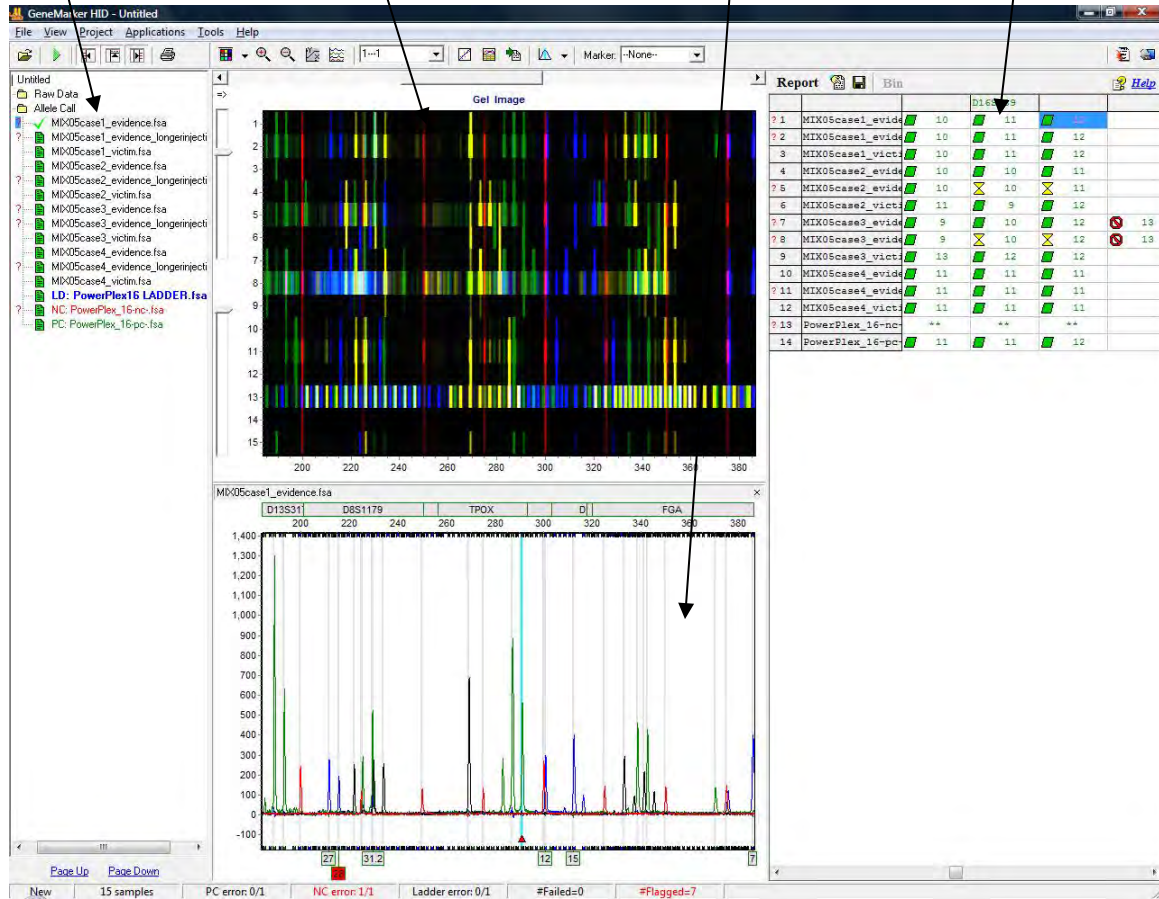 GeneMarker HID - Untitled
File View Project Applications Tools Help
1---1
Marker: --None--
Untitled
Raw Data
Allele Call
? MIX05case1_evidence.fsa
? MIX05case1_evidence_longerinjecti
MIX05case1_victim.fsa
MIX05case2_evidence.fsa
? MIX05case2_evidence_longerinjecti
MIX05case2_victim.fsa
? MIX05case3_evidence.fsa
? MIX05case3_evidence_longerinjecti
MIX05case3_victim.fsa
MIX05case4_evidence.fsa
? MIX05case4_evidence_longerinjecti
MIX05case4_victim.fsa
LD: PowerPlex16 LADDER.fsa
? NC: PowerPlex_16-nc.fsa
PC: PowerPlex_16-pc.fsa
Page Up Page Down
=>
Gel Image
1
2
3
4
5
6
7
8
9
10
11
12
13
14
15
200 220 240 260 280 300 320 340 360 380
MIX05case1_evidence.fsa
×
D13S31 D8S1179 TPOX D FGA
200 220 240 260 280 300 320 340 360 380
1,400
1,300
1,200
1,100
1,000
900
800
700
600
500
400
300
200
100
0
-100
27 31.2 12 15 7
28
Report Bin Help
? 1 MIX05case1_evide 10 11
? 2 MIX05case1_evide 10 11 12
3 MIX05case1_victi 10 11 12
4 MIX05case2_evide 10 10 11
? 5 MIX05case2_evide 10 10 11
6 MIX05case2_victi 11 9 12
? 7 MIX05case3_evide 9 10 12 13
? 8 MIX05case3_evide 9 10 12 13
9 MIX05case3_victi 13 12 12
10 MIX05case4_evide 11 11 11
? 11 MIX05case4_evide 11 11 11
12 MIX05case4_victi 11 11 11
? 13 PowerPlex_16-nc- ** ** **
14 PowerPlex_16-pc- 11 11 12
New 15 samples PC error: 0/1 NC error: 1/1 Ladder error: 0/1 #Failed=0 #Flagged=7